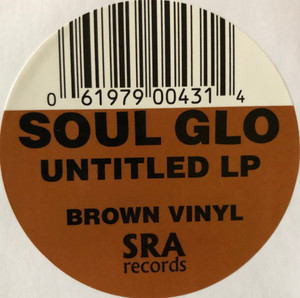 0 61979 00431 4
SOUL GLO
UNTITLED LP
BROWN VINYL
SRA
records